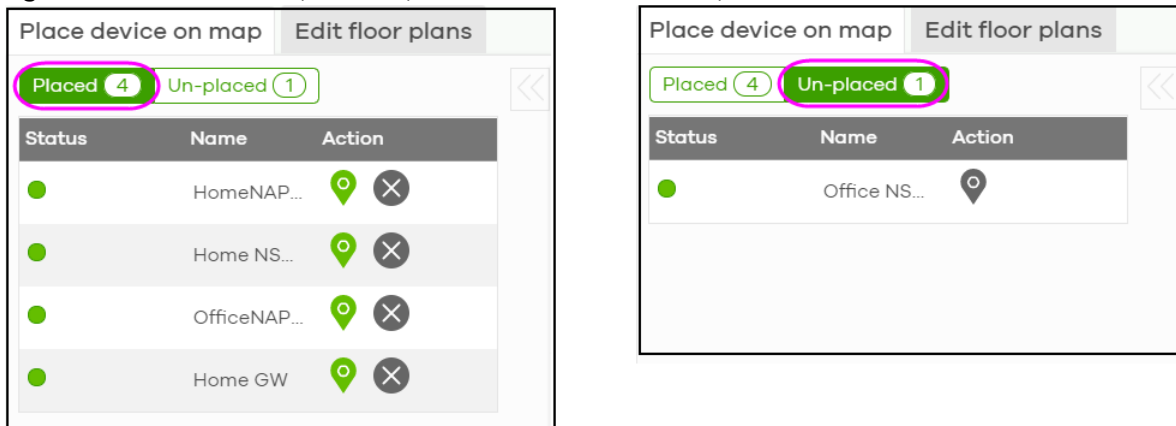 Place device on map Edit floor plans
Placed 4 Un-placed 1
Status Name Action
HomeNAP...
Home NS...
OfficeNAP...
Home GW
Place device on map Edit floor plans
Placed 4 Un-placed 1
Status Name Action
Office NS...